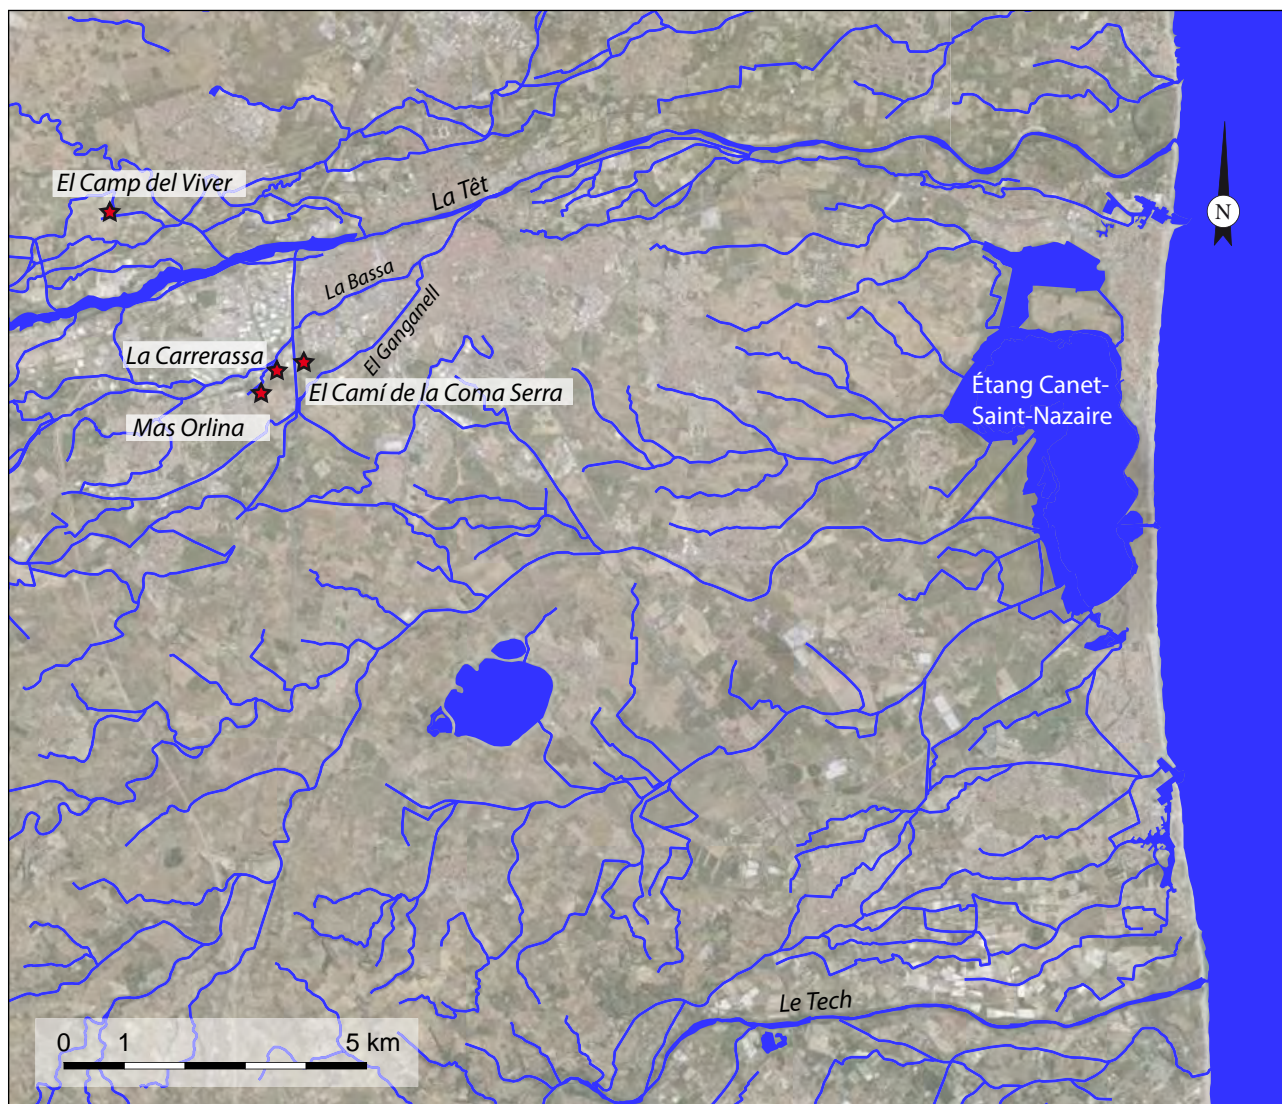 El Camp del Viver
La Têt
N
La Bassa
El Ganganell
La Carrerassa
El Camí de la Coma Serra
Mas Orlina
Étang Canet-
Saint-Nazaire
Le Tech
0 1 5 km